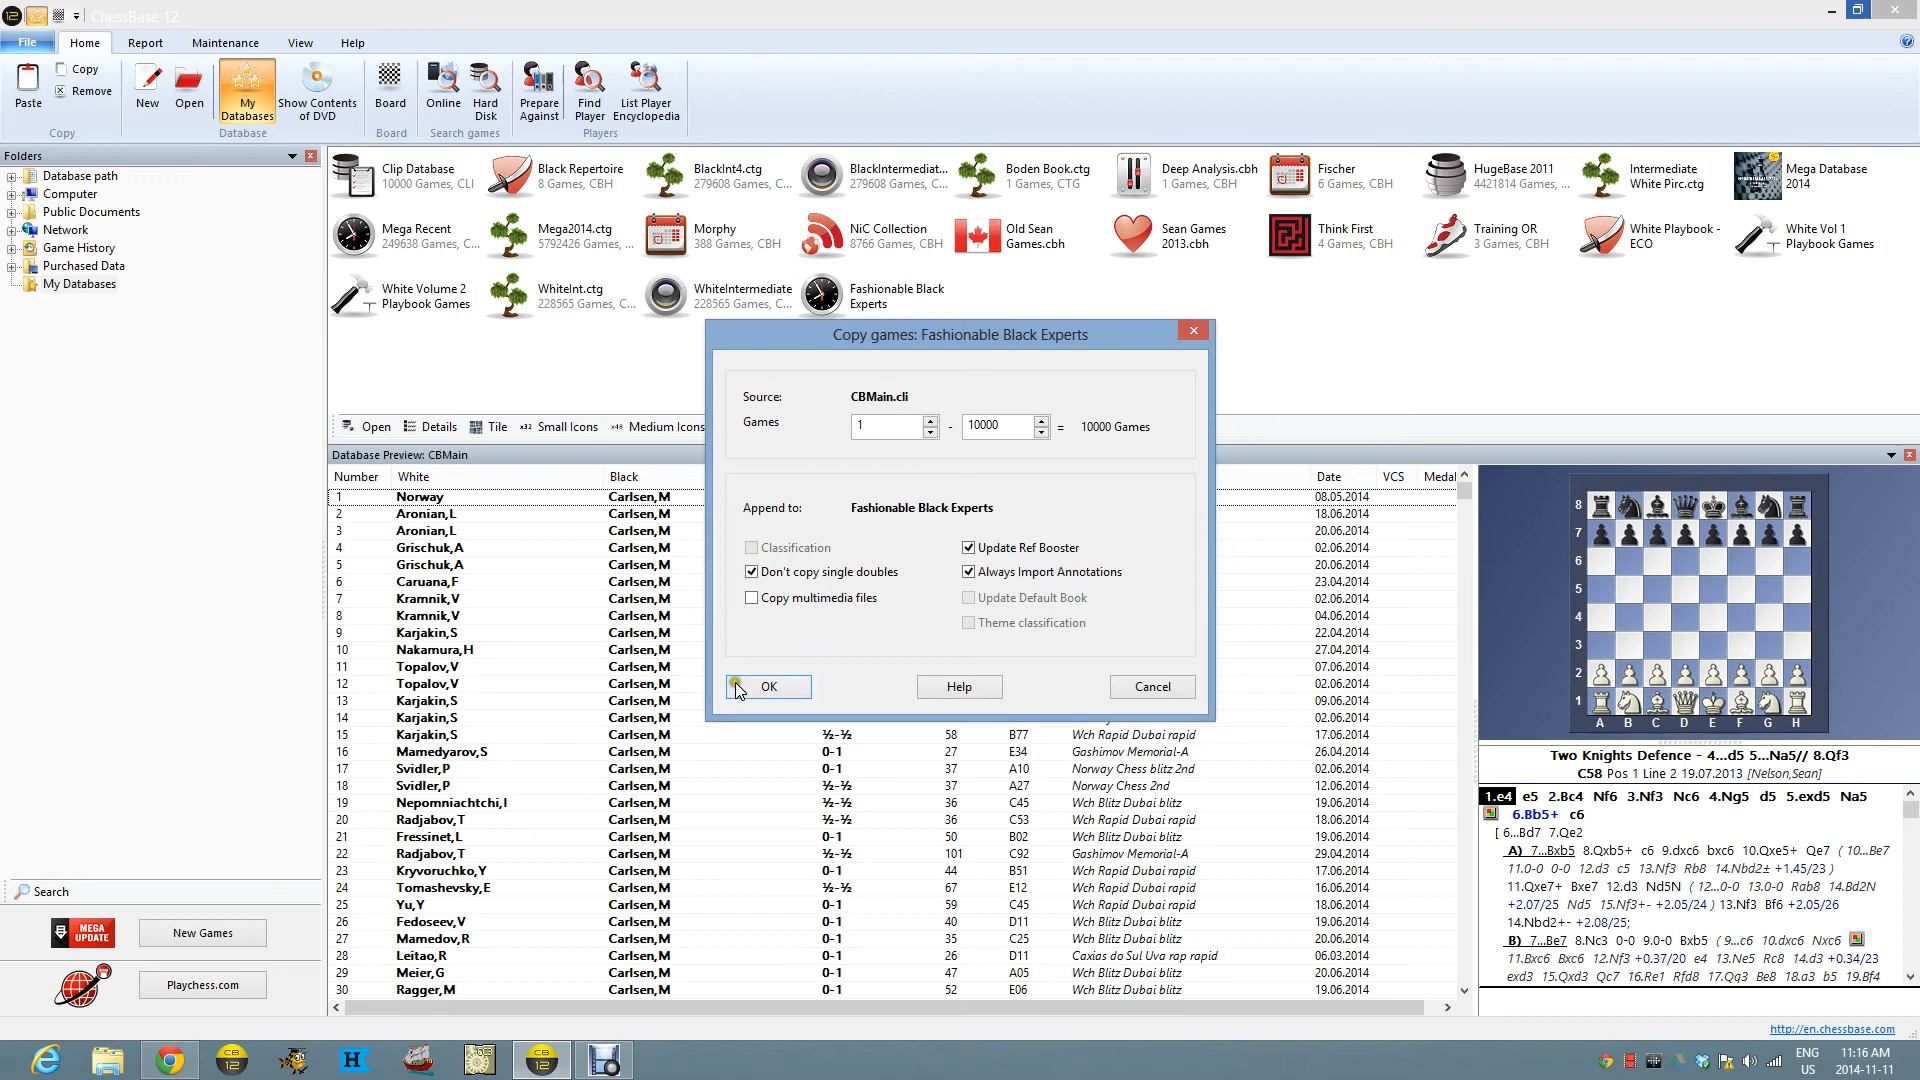 ChessBase 12
File Home Report Maintenance View Help
Paste Copy Remove New Open My Databases Show Contents of DVD Board Online Hard Disk Prepare Against Find Player List Player Encyclopedia
Copy Database Board Search games Players
Folders
Database path
Computer
Public Documents
Network
Game History
Purchased Data
My Databases
Clip Database Black Repertoire BlackInt4.ctg BlackIntermediat... Boden Book.ctg Deep Analysis.cbh Fischer HugeBase 2011 Intermediate White Pirc.ctg Mega Database 2014
10000 Games, CLI 8 Games, CBH 279608 Games, C... 279608 Games, C... 1 Games, CTG 1 Games, CBH 6 Games, CBH 4421814 Games, ...
Mega Recent Mega2014.ctg Morphy NiC Collection Old Sean Games.cbh Sean Games 2013.cbh Think First Training OR White Playbook - ECO White Vol 1 Playbook Games
249638 Games, C... 5792426 Games, ... 388 Games, CBH 8766 Games, CBH 4 Games, CBH 3 Games, CBH
White Volume 2 Playbook Games WhiteInt.ctg WhiteIntermediate Fashionable Black Experts
228565 Games, C... 228565 Games, C...
Open Details Tile x32 Small Icons x48 Medium Icons
Copy games: Fashionable Black Experts
Source: CBMain.cli
Games 1 - 10000 = 10000 Games
Append to: Fashionable Black Experts
Classification Update Ref Booster
Don't copy single doubles Always Import Annotations
Copy multimedia files Update Default Book
Theme classification
OK Help Cancel
Database Preview: CBMain
Number White Black Date VCS Medal
1 Norway Carlsen,M 08.05.2014
2 Aronian,L Carlsen,M 18.06.2014
3 Aronian,L Carlsen,M 20.06.2014
4 Grischuk,A Carlsen,M 02.06.2014
5 Grischuk,A Carlsen,M 20.06.2014
6 Caruana,F Carlsen,M 23.04.2014
7 Kramnik,V Carlsen,M 02.06.2014
8 Kramnik,V Carlsen,M 04.06.2014
9 Karjakin,S Carlsen,M 22.04.2014
10 Nakamura,H Carlsen,M 27.04.2014
11 Topalov,V Carlsen,M 07.06.2014
12 Topalov,V Carlsen,M 02.06.2014
13 Karjakin,S Carlsen,M 09.06.2014
14 Karjakin,S Carlsen,M 02.06.2014
15 Karjakin,S Carlsen,M ½-½ 58 B77 Wch Rapid Dubai rapid 17.06.2014
16 Mamedyarov,S Carlsen,M 0-1 27 E34 Gashimov Memorial-A 26.04.2014
17 Svidler,P Carlsen,M 0-1 37 A10 Norway Chess blitz 2nd 02.06.2014
18 Svidler,P Carlsen,M ½-½ 37 A27 Norway Chess 2nd 12.06.2014
19 Nepomniachtchi,I Carlsen,M ½-½ 36 C45 Wch Blitz Dubai blitz 19.06.2014
20 Radjabov,T Carlsen,M ½-½ 36 C53 Wch Rapid Dubai rapid 18.06.2014
21 Fressinet,L Carlsen,M 0-1 50 B02 Wch Blitz Dubai blitz 19.06.2014
22 Radjabov,T Carlsen,M ½-½ 101 C92 Gashimov Memorial-A 29.04.2014
23 Kryvoruchko,Y Carlsen,M 0-1 44 B51 Wch Rapid Dubai rapid 17.06.2014
24 Tomashevsky,E Carlsen,M ½-½ 67 E12 Wch Rapid Dubai rapid 16.06.2014
25 Yu,Y Carlsen,M 0-1 59 C45 Wch Rapid Dubai rapid 18.06.2014
26 Fedoseev,V Carlsen,M 0-1 40 D11 Wch Blitz Dubai blitz 19.06.2014
27 Mamedov,R Carlsen,M 0-1 35 C25 Wch Blitz Dubai blitz 20.06.2014
28 Leitao,R Carlsen,M 0-1 26 D11 Caxias do Sul Uva rap rapid 06.03.2014
29 Meier,G Carlsen,M 0-1 47 A05 Wch Blitz Dubai blitz 20.06.2014
30 Ragger,M Carlsen,M 0-1 52 E06 Wch Blitz Dubai blitz 19.06.2014
8
7
6
5
4
3
2
1
A B C D E F G H
Two Knights Defence - 4...d5 5...Na5// 8.Qf3
C58 Pos 1 Line 2 19.07.2013 [Nelson,Sean]
1.e4 e5 2.Bc4 Nf6 3.Nf3 Nc6 4.Ng5 d5 5.exd5 Na5
6.Bb5+ c6
[ 6...Bd7 7.Qe2
A) 7...Bxb5 8.Qxb5+ c6 9.dxc6 bxc6 10.Qxe5+ Qe7 ( 10...Be7
11.0-0 0-0 12.d3 c5 13.Nf3 Rb8 14.Nbd2± +1.45/23 )
11.Qxe7+ Bxe7 12.d3 Nd5N ( 12...0-0 13.0-0 Rab8 14.Bd2N
+2.07/25 Nd5 15.Nf3+- +2.05/24 ) 13.Nf3 Bf6 +2.05/26
14.Nbd2+- +2.08/25;
B) 7...Be7 8.Nc3 0-0 9.0-0 Bxb5 ( 9...c6 10.dxc6 Nxc6
11.Bxc6 Bxc6 12.Nf3 +0.37/20 e4 13.Ne5 Rc8 14.d3 +0.34/23
exd3 15.Qxd3 Qc7 16.Re1 Rfd8 17.Qg3 Be8 18.a3 b5 19.Bf4
Search
MEGA UPDATE New Games
Playchess.com
http://en.chessbase.com
CB 12 H CB 12
ENG US
11:16 AM
2014-11-11